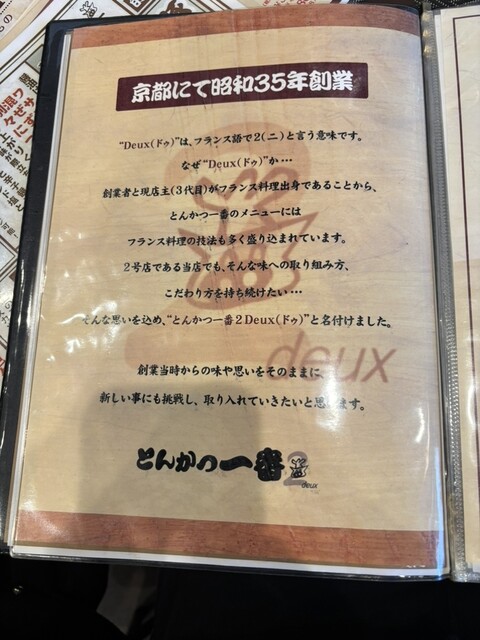 京都にて昭和35年創業
“Deux(ドゥ)”は、フランス語で2(二)と言う意味です。
なぜ“Deux(ドゥ)”か…
創業者と現店主(3代目)がフランス料理出身であることから、
とんかつ一番のメニューには
フランス料理の技法も多く盛り込まれています。
2号店である当店でも、そんな味への取り組み方、
こだわり方を持ち続けたい…
そんな思いを込め、“とんかつ一番2Deux(ドゥ)”と名付けました。
deux
創業当時からの味や思いをそのままに、
新しい事にも挑戦し、取り入れていきたいと思います。
とんかつ一番2
deux